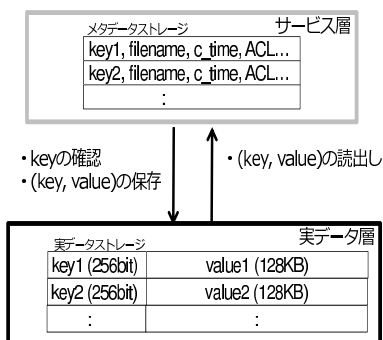 サービス層
メタデータストレージ
key1, filename, c_time, ACL...
key2, filename, c_time, ACL...
:
・keyの確認
・(key, value)の保存
・(key, value)の読出し
実データ層
実データストレージ
key1 (256bit) value1 (128KB)
key2 (256bit) value2 (128KB)
: :